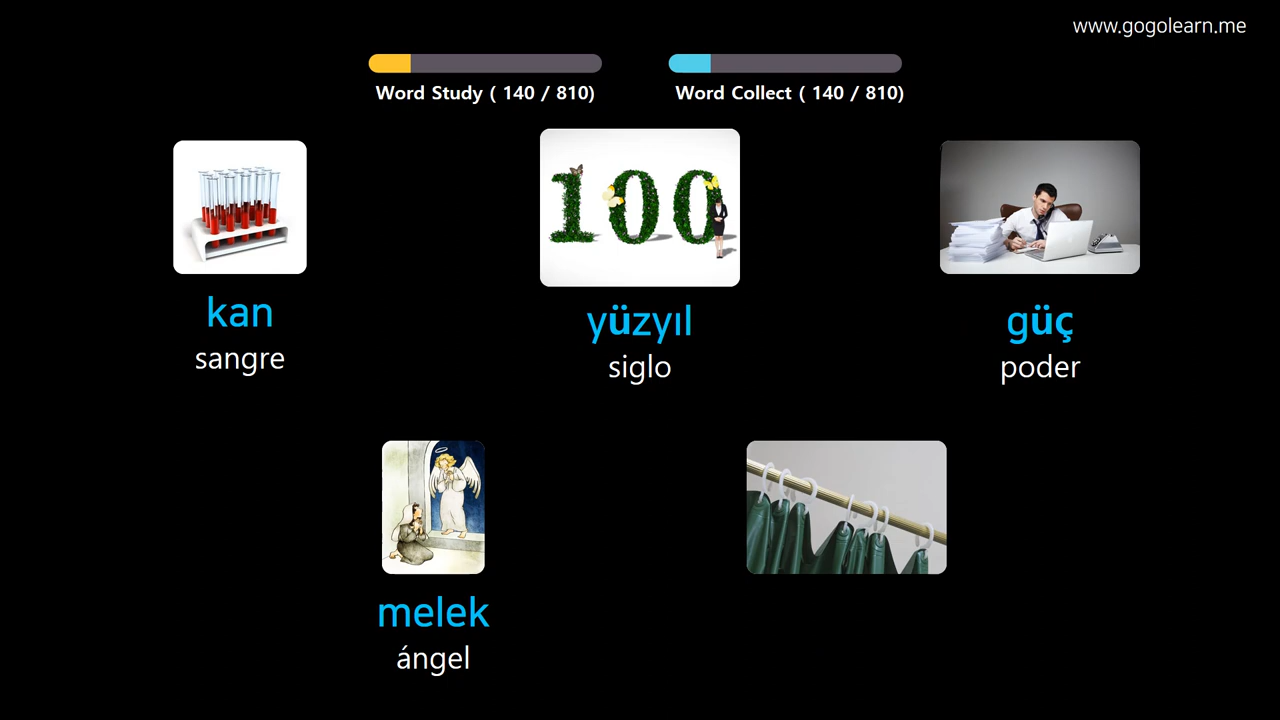 www.gogolearn.me
Word Study ( 140 / 810)
Word Collect ( 140 / 810)
100
kan
sangre
yüzyıl
siglo
güç
poder
melek
ángel